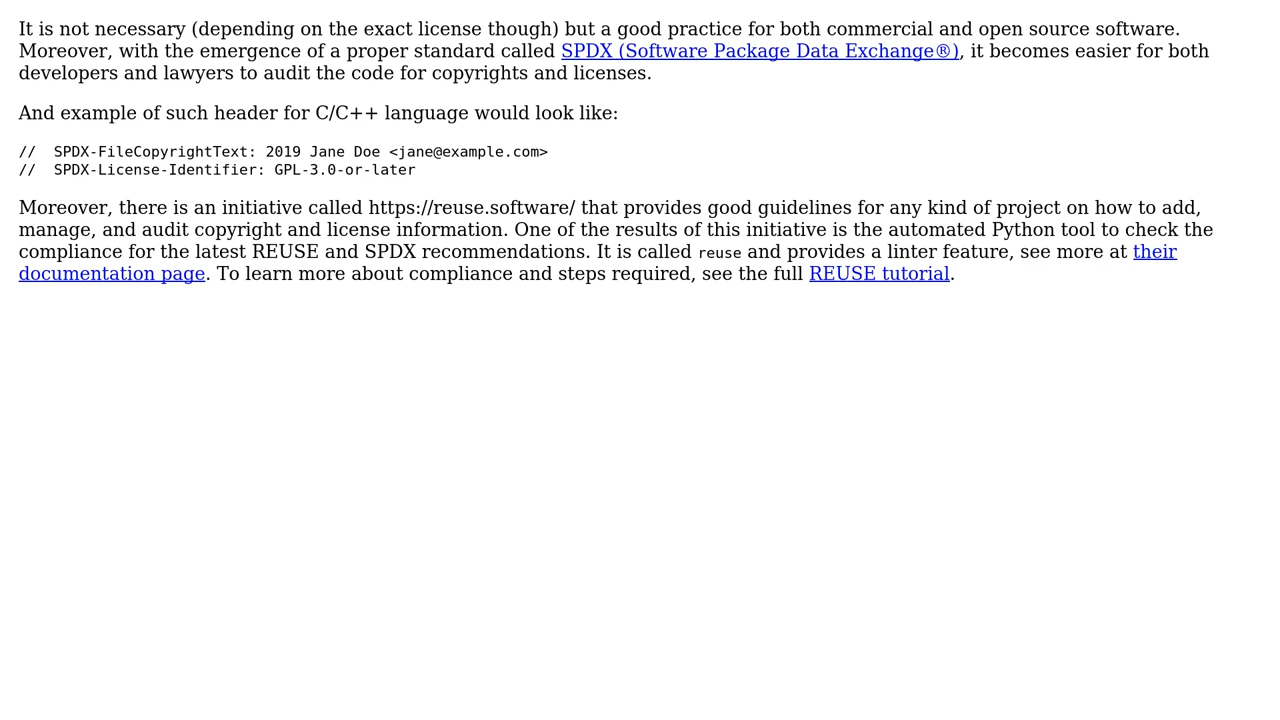 It is not necessary (depending on the exact license though) but a good practice for both commercial and open source software.
Moreover, with the emergence of a proper standard called SPDX (Software Package Data Exchange®), it becomes easier for both
developers and lawyers to audit the code for copyrights and licenses.
And example of such header for C/C++ language would look like:
//  SPDX-FileCopyrightText: 2019 Jane Doe <jane@example.com>
//  SPDX-License-Identifier: GPL-3.0-or-later
Moreover, there is an initiative called https://reuse.software/ that provides good guidelines for any kind of project on how to add,
manage, and audit copyright and license information. One of the results of this initiative is the automated Python tool to check the
compliance for the latest REUSE and SPDX recommendations. It is called reuse and provides a linter feature, see more at their
documentation page. To learn more about compliance and steps required, see the full REUSE tutorial.